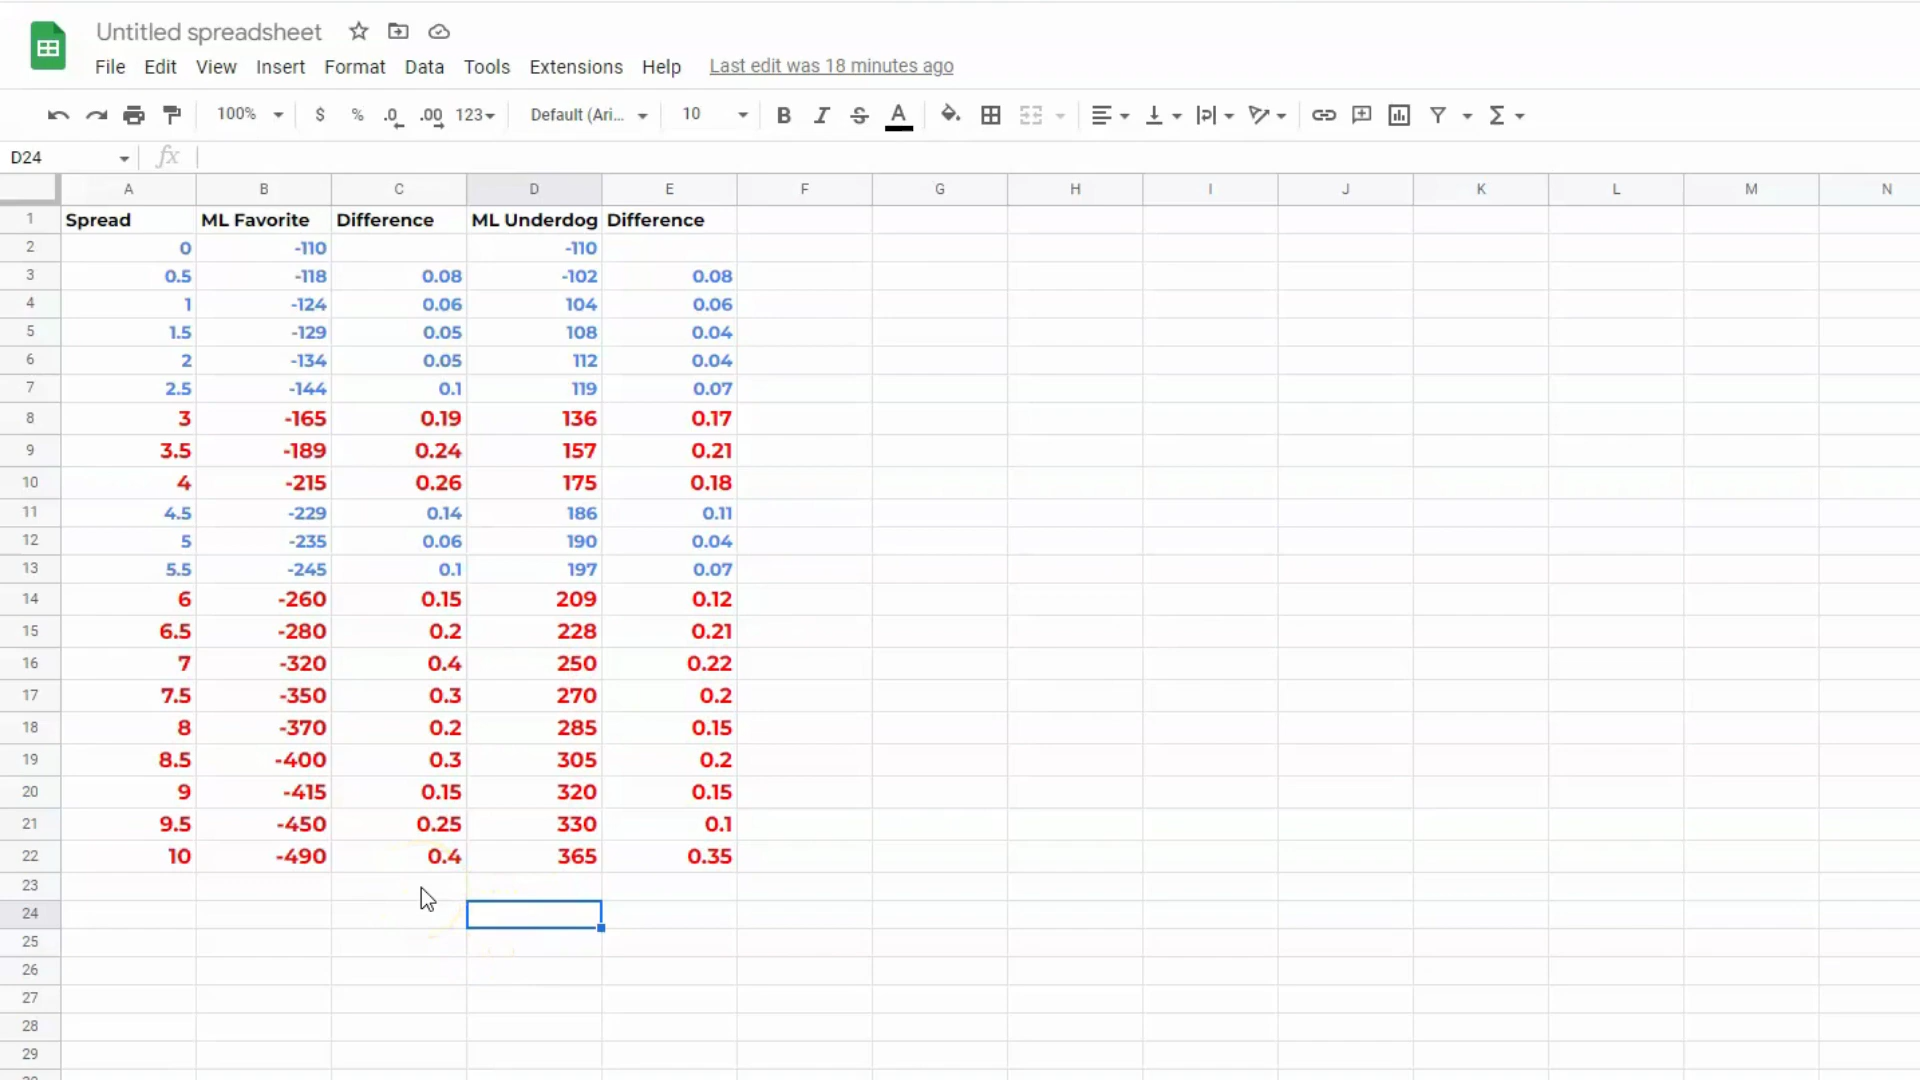 Untitled spreadsheet
File Edit View Insert Format Data Tools Extensions Help Last edit was 18 minutes ago
100% $ % .0 .00 123 Default (Ari... 10 B I S A
D24 fx
A B C D E F G H I J K L M N
1 Spread ML Favorite Difference ML Underdog Difference
2 0 -110 -110
3 0.5 -118 0.08 -102 0.08
4 1 -124 0.06 104 0.06
5 1.5 -129 0.05 108 0.04
6 2 -134 0.05 112 0.04
7 2.5 -144 0.1 119 0.07
8 3 -165 0.19 136 0.17
9 3.5 -189 0.24 157 0.21
10 4 -215 0.26 175 0.18
11 4.5 -229 0.14 186 0.11
12 5 -235 0.06 190 0.04
13 5.5 -245 0.1 197 0.07
14 6 -260 0.15 209 0.12
15 6.5 -280 0.2 228 0.21
16 7 -320 0.4 250 0.22
17 7.5 -350 0.3 270 0.2
18 8 -370 0.2 285 0.15
19 8.5 -400 0.3 305 0.2
20 9 -415 0.15 320 0.15
21 9.5 -450 0.25 330 0.1
22 10 -490 0.4 365 0.35
23
24
25
26
27
28
29